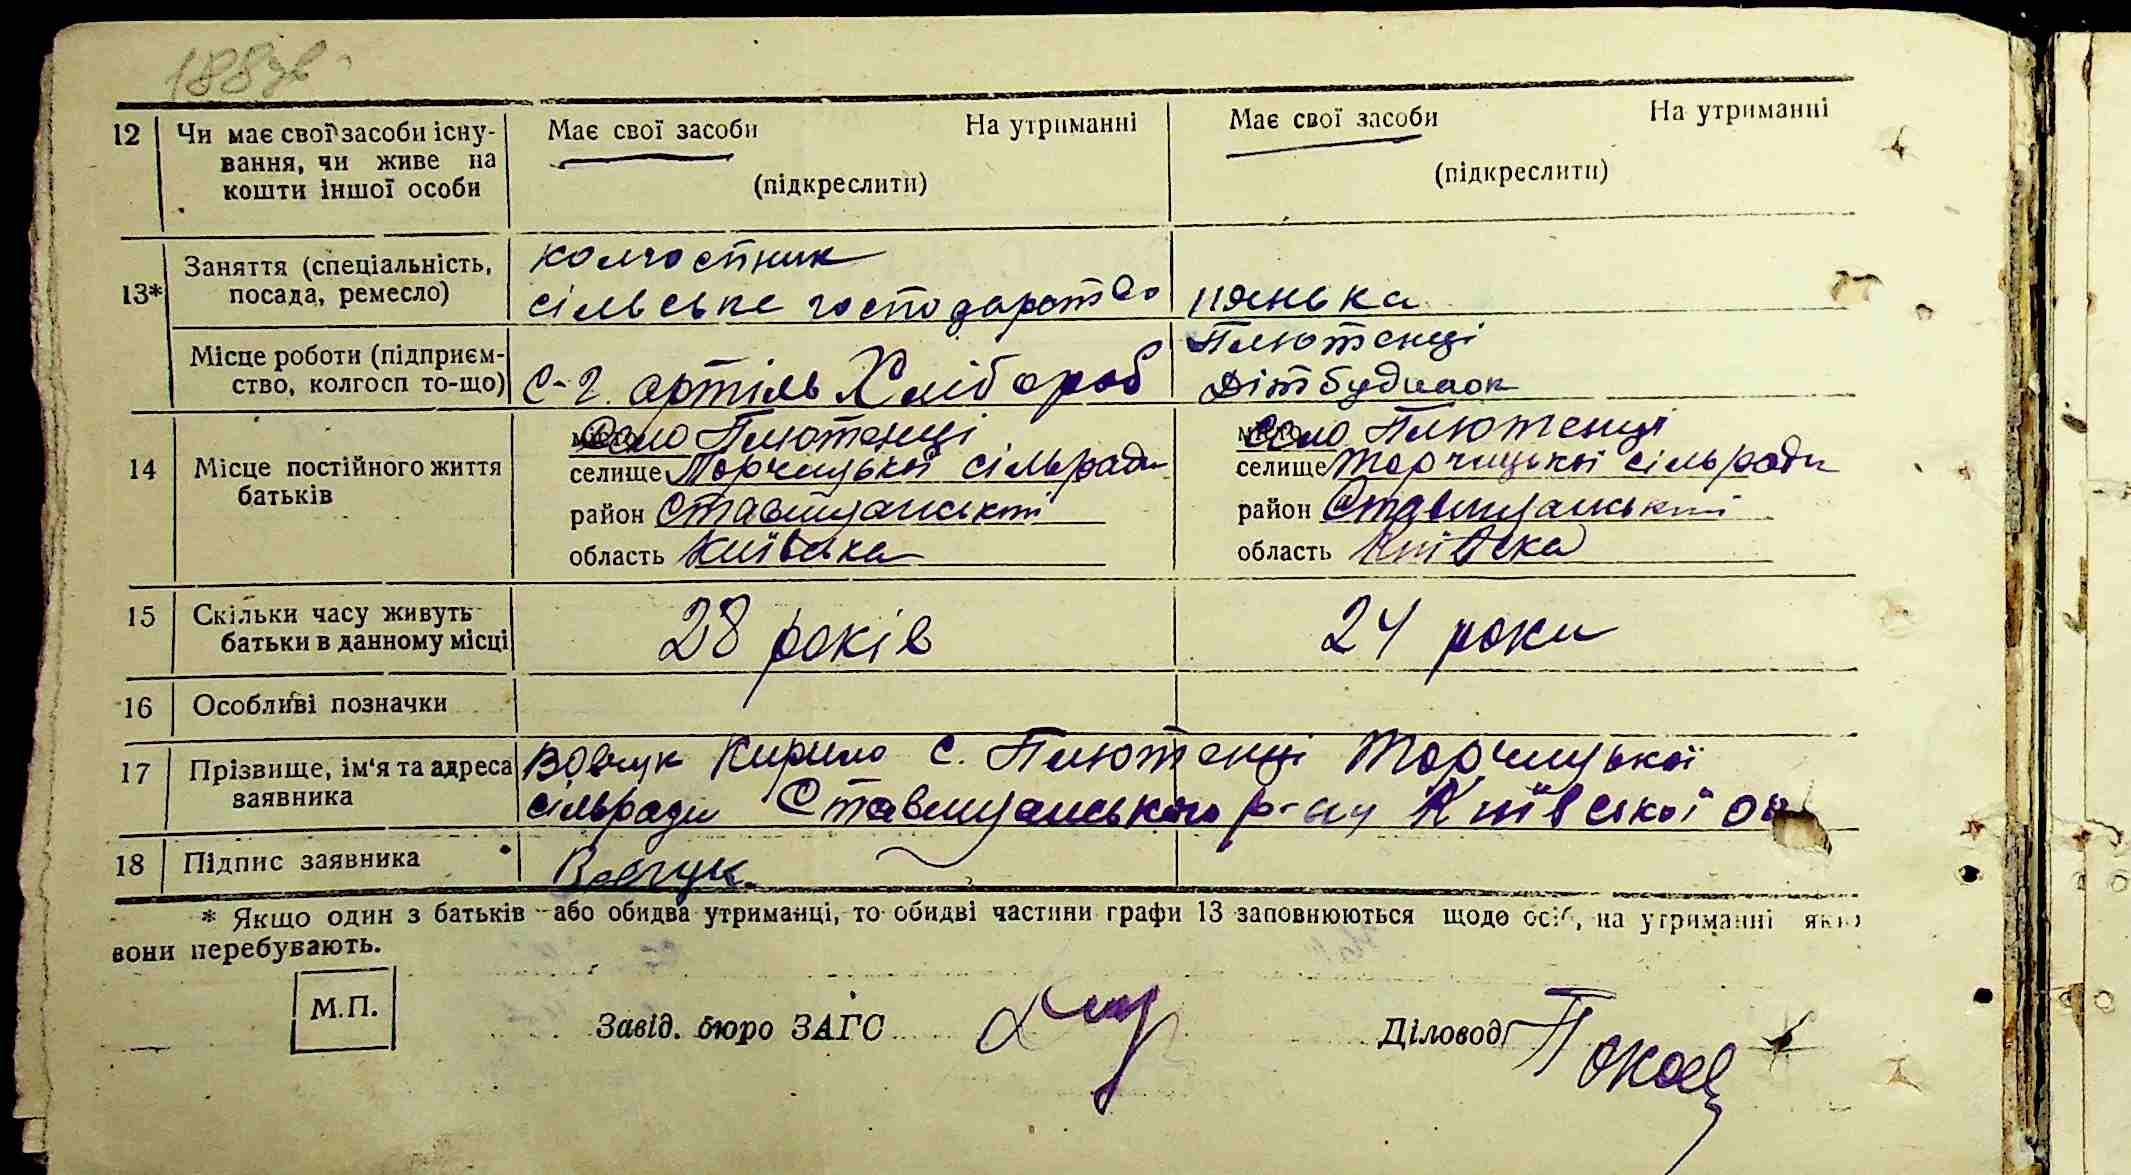 188зв
12 Чи має свої засоби існування, чи живе на кошти іншої особи
Має свої засоби На утриманні
(підкреслити)
Має свої засоби На утриманні
(підкреслити)
13* Заняття (спеціальність,
посада, ремесло)
колгостник
сільське господарство
нянька
Місце роботи (підприєм-
ство, колгосп то-що)
с-г. артіль Хлібороб
Плютенці
Дітбудинок
14 Місце постійного життя
батьків
село Плютенці
селище Торчицької сільради
район Ставищанський
область Київська
село Плютенці
селище Торчицької сільради
район Ставищанський
область Київська
15 Скільки часу живуть
батьки в данному місці
28 років
24 роки
16 Особливі позначки
17 Прізвище, ім'я та адреса
заявника
Вовчук Кирило с. Плютенці Торчицької
сільради Ставищанського р-ну Київської
18 Підпис заявника
Вовчук
* Якщо один з батьків або обидва утриманці, то обидві частини графи 13 заповнюються щодо осіб, на утриманні яких
вони перебувають.
М.П.
Завід. бюро ЗАГС
Діловод